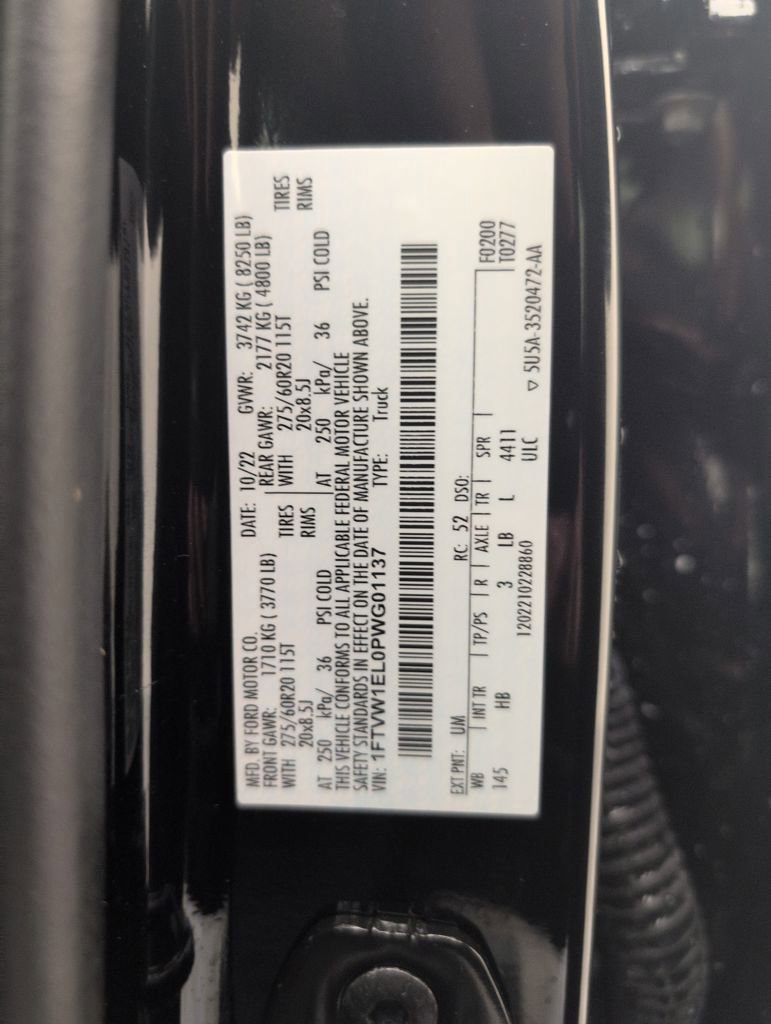 MFD. BY FORD MOTOR CO. DATE: 10/22 GVWR: 3742 KG ( 8250 LB)
FRONT GAWR: 1710 KG ( 3770 LB) REAR GAWR: 2177 KG ( 4800 LB)
WITH 275/60R20 115T TIRES WITH 275/60R20 115T TIRES
20x8.5J RIMS 20x8.5J RIMS
AT 250 kPa/ 36 PSI COLD AT 250 kPa/ 36 PSI COLD
THIS VEHICLE CONFORMS TO ALL APPLICABLE FEDERAL MOTOR VEHICLE
SAFETY STANDARDS IN EFFECT ON THE DATE OF MANUFACTURE SHOWN ABOVE.
VIN: 1FTVW1EL0PWG01137 TYPE: Truck
EXT PNT: UM RC: 52 DSO:
WB INT TR TP/PS R AXLE TR SPR F0200
145 HB 3 LB L 4411 T0277
ULC
1202210228860 ▽ 5U5A-3520472-AA